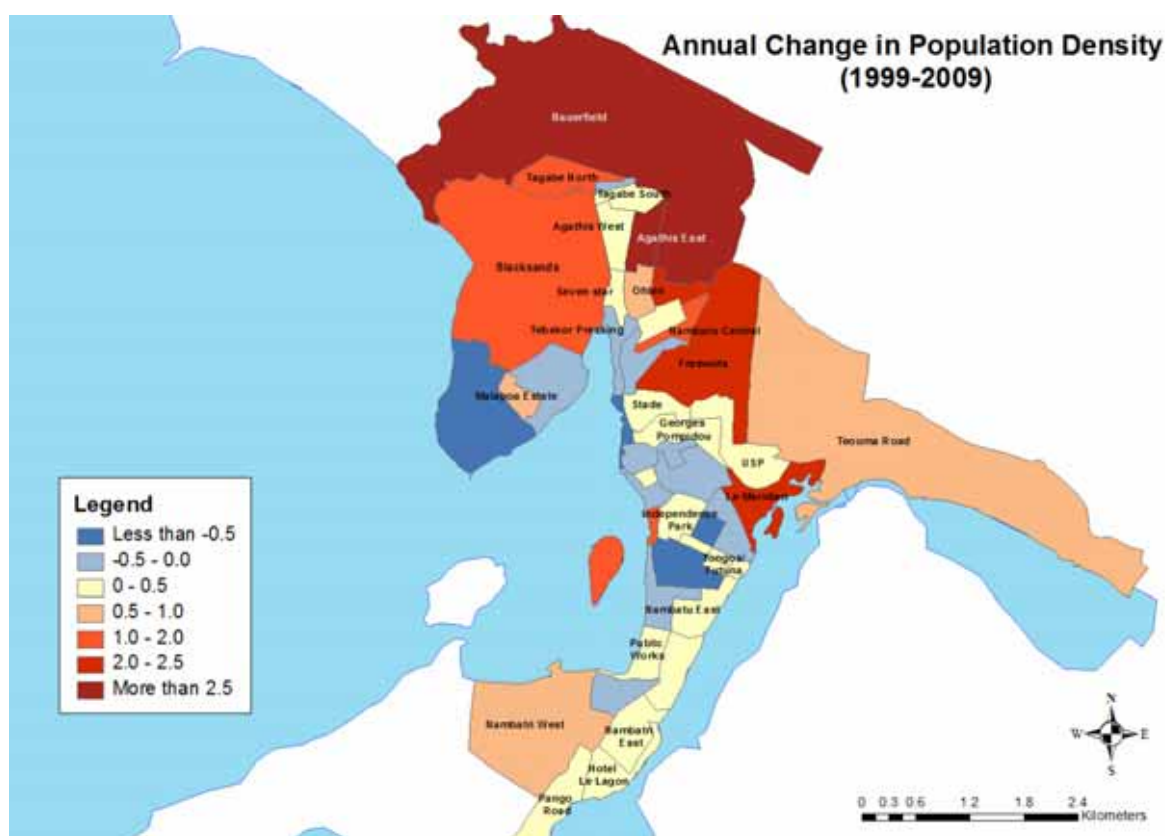 Annual Change in Population Density
(1999-2009)
Bauerfield
Tagabe North
Tagabe South
Agathis West
Agathis East
Blacksands
Seven star
Ohlen
Tebakor Pressing
Nambaru Central
Freswota
Malapoa Estate
Stade
Georges
Pompidou
USP
Teouma Road
Le Meridien
Independence
Park
Tongoa/
Futuna
Nambatu East
Public
Works
Nambatri West
Nambatri
East
Hotel
Le Lagon
Pango
Road
Legend
Less than -0.5
-0.5 - 0.0
0 - 0.5
0.5 - 1.0
1.0 - 2.0
2.0 - 2.5
More than 2.5
N
W E
S
0 0.3 0.6 1.2 1.8 2.4
Kilometers